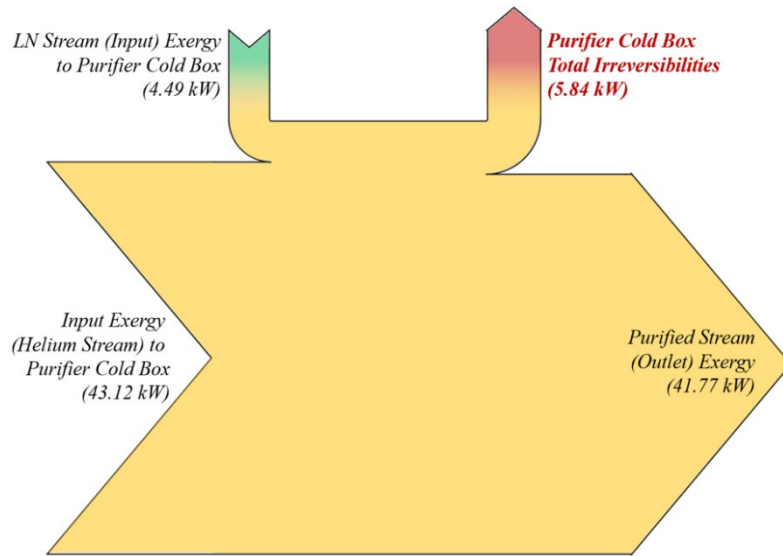 LN Stream (Input) Exergy
to Purifier Cold Box
(4.49 kW)
Purifier Cold Box
Total Irreversibilities
(5.84 kW)
Input Exergy
(Helium Stream) to
Purifier Cold Box
(43.12 kW)
Purified Stream
(Outlet) Exergy
(41.77 kW)